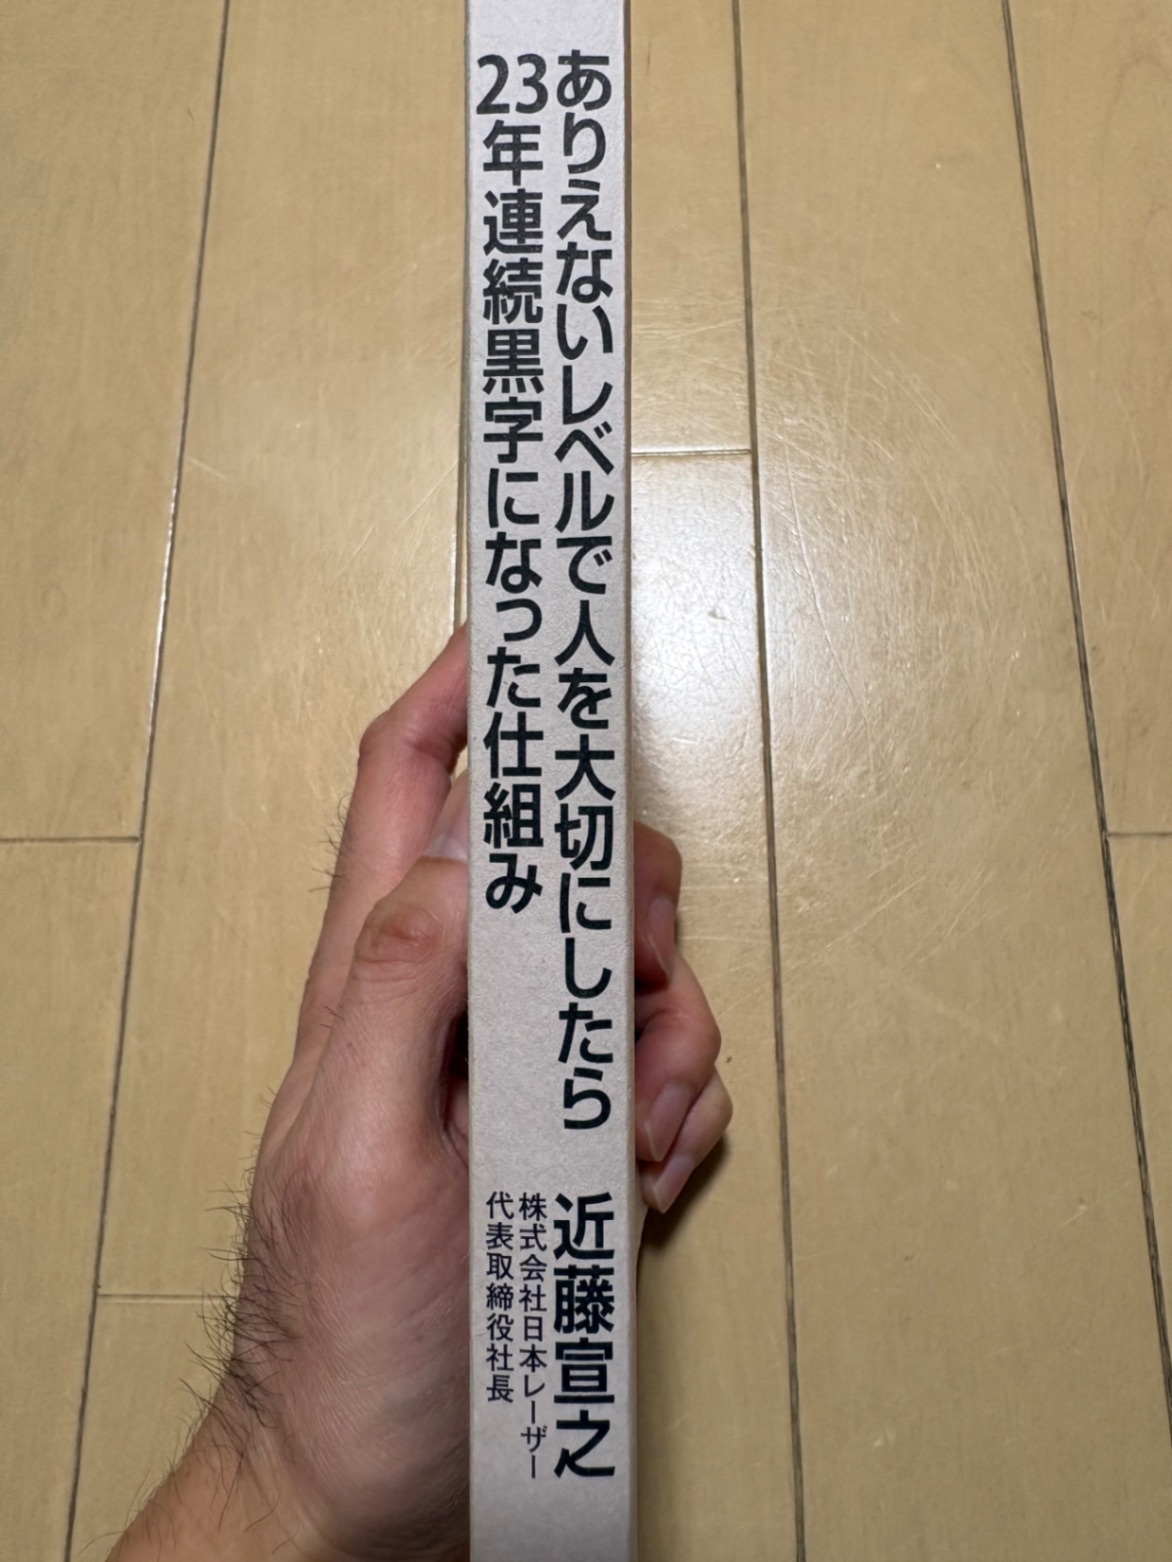 ありえないレベルで人を大切にしたら
23年連続黒字になった仕組み
近藤宣之
株式会社日本レーザー
代表取締役社長